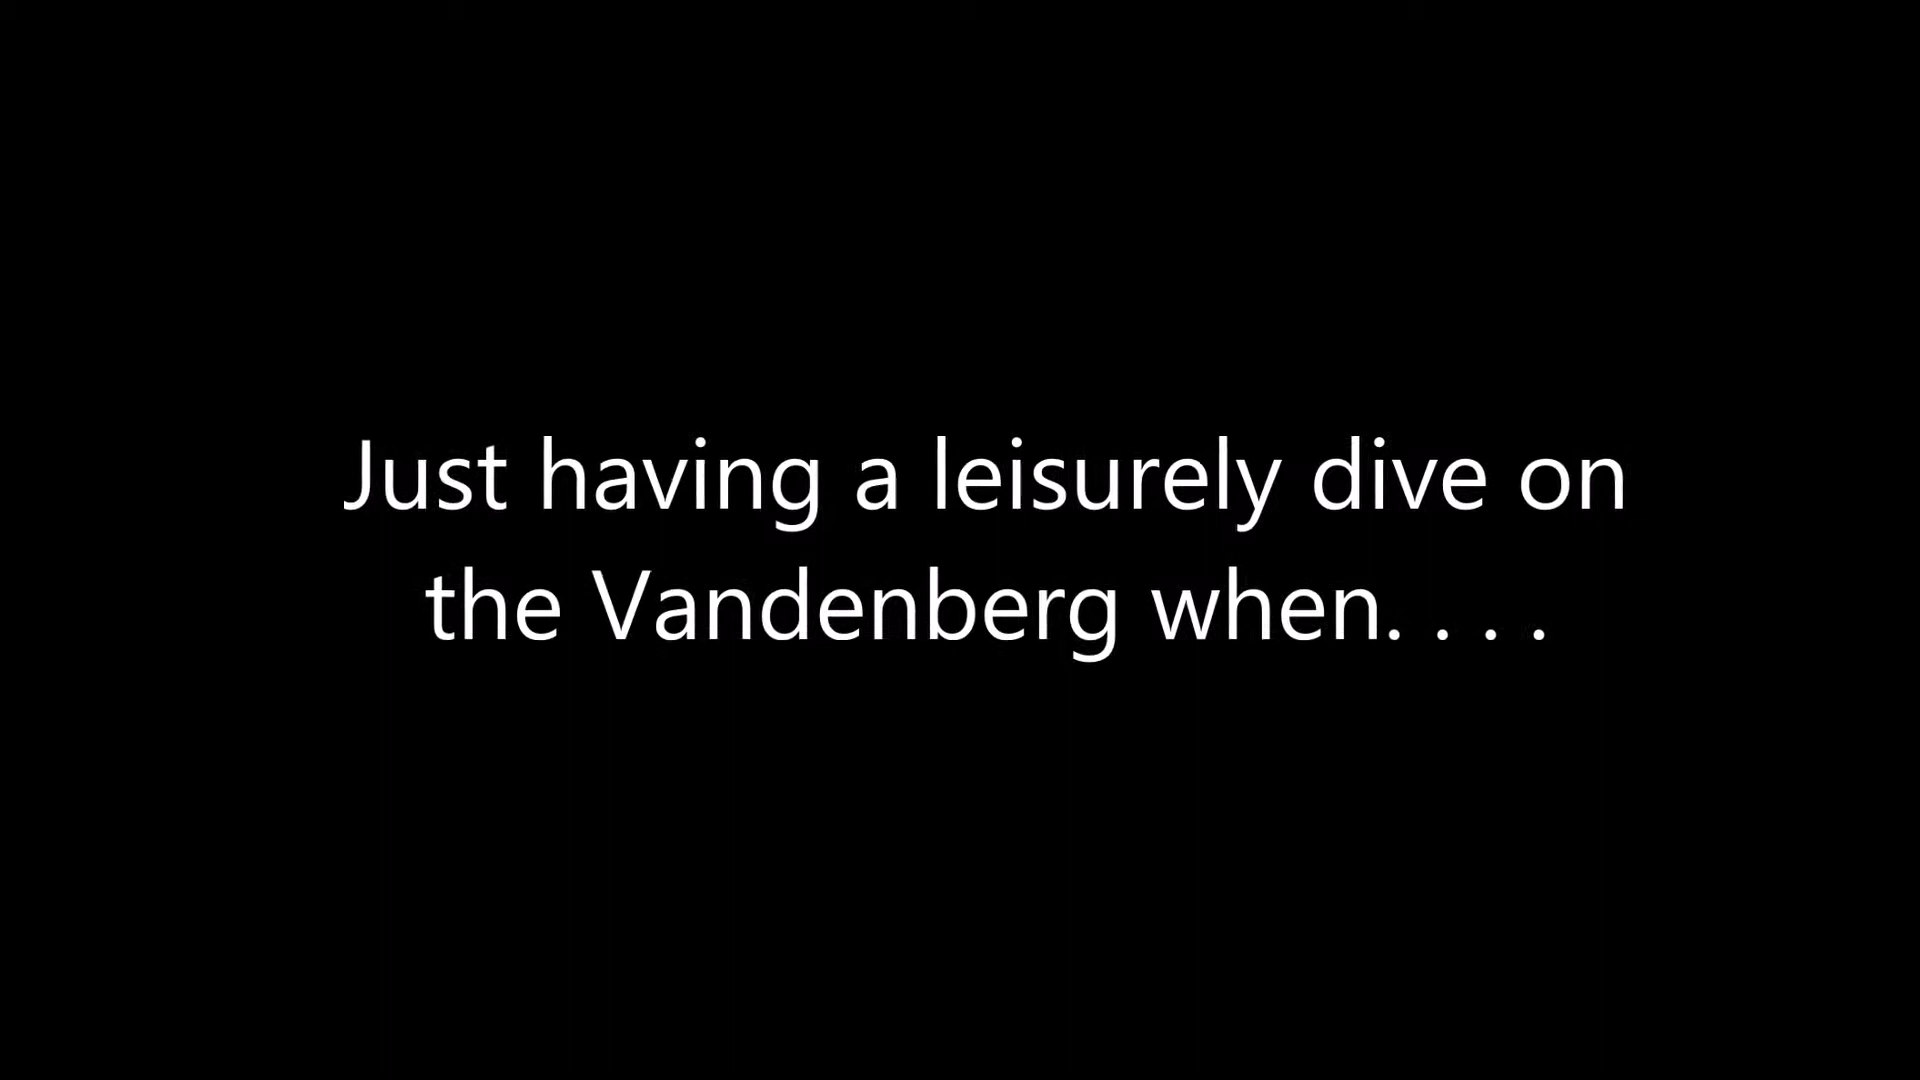 Just having a leisurely dive on
the Vandenberg when. . . .